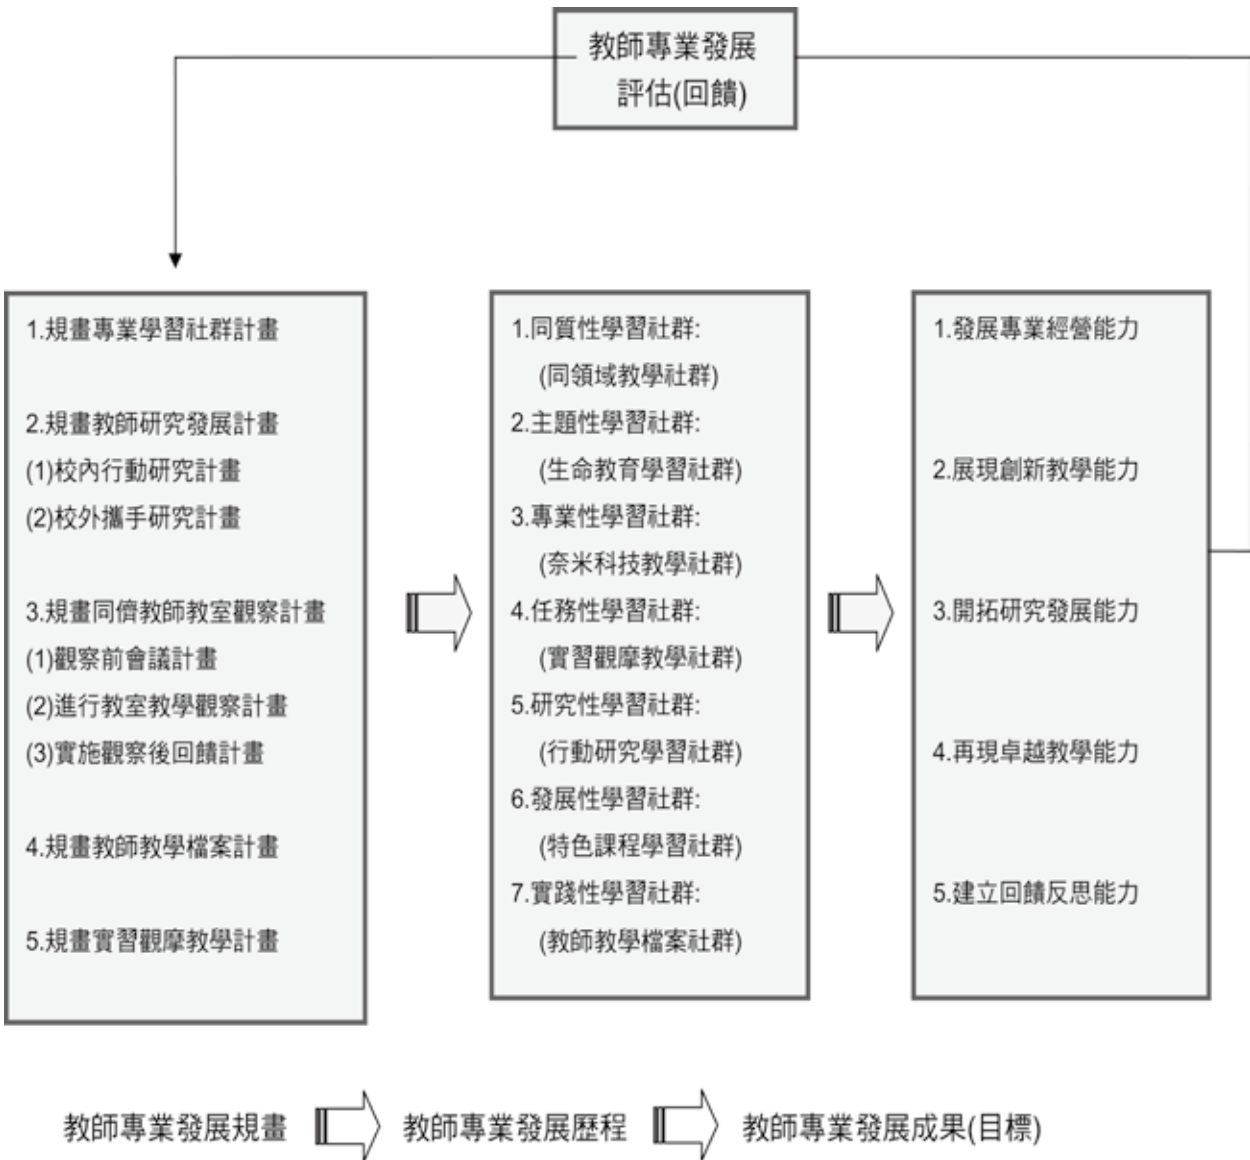 教師專業發展
評估(回饋)
1.規畫專業學習社群計畫
2.規畫教師研究發展計畫
(1)校內行動研究計畫
(2)校外攜手研究計畫
3.規畫同儕教師教室觀察計畫
(1)觀察前會議計畫
(2)進行教室教學觀察計畫
(3)實施觀察後回饋計畫
4.規畫教師教學檔案計畫
5.規畫實習觀摩教學計畫
1.同質性學習社群:
(同領域教學社群)
2.主題性學習社群:
(生命教育學習社群)
3.專業性學習社群:
(奈米科技教學社群)
4.任務性學習社群:
(實習觀摩教學社群)
5.研究性學習社群:
(行動研究學習社群)
6.發展性學習社群:
(特色課程學習社群)
7.實踐性學習社群:
(教師教學檔案社群)
1.發展專業經營能力
2.展現創新教學能力
3.開拓研究發展能力
4.再現卓越教學能力
5.建立回饋反思能力
教師專業發展規畫
教師專業發展歷程
教師專業發展成果(目標)